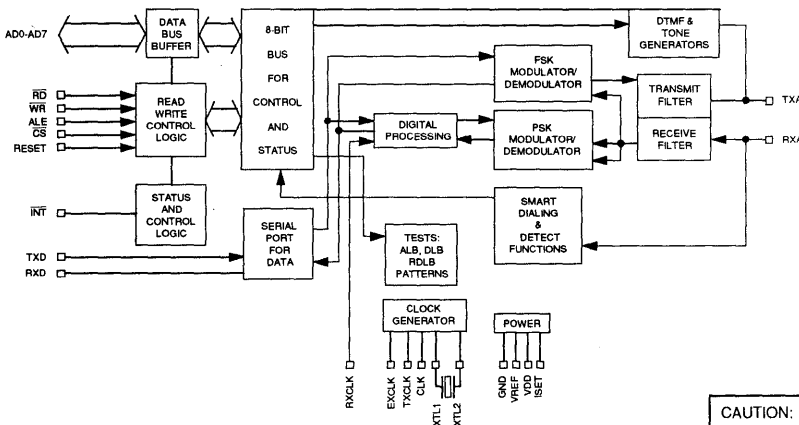 AD0-AD7
DATA
BUS
BUFFER
8-BIT
BUS
FOR
CONTROL
AND
STATUS
DTMF &
TONE
GENERATORS
FSK
MODULATOR/
DEMODULATOR
TRANSMIT
FILTER
TXA
RD
WR
ALE
CS
RESET
READ
WRITE
CONTROL
LOGIC
DIGITAL
PROCESSING
PSK
MODULATOR/
DEMODULATOR
RECEIVE
FILTER
RXA
INT
STATUS
AND
CONTROL
LOGIC
SMART
DIALING
&
DETECT
FUNCTIONS
TXD
RXD
SERIAL
PORT
FOR
DATA
TESTS:
ALB, DLB
RDLB
PATTERNS
CLOCK
GENERATOR
POWER
RXCLK
EXCLK
TXCLK
CLK
XTL1
XTL2
GND
VREF
VDD
ISET
CAUTION: